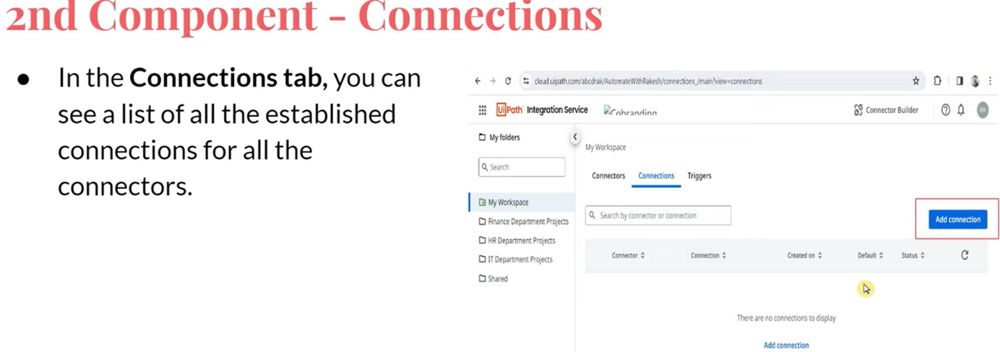 2nd Component - Connections
● In the Connections tab, you can
see a list of all the established
connections for all the
connectors.
cloud.uipath.com/abcdrak/AutomateWithRakesh/connections_/main?view=connections
UiPath Integration Service
Cobranding
Connector Builder
RA
My folders
Search
My Workspace
Finance Department Projects
HR Department Projects
IT Department Projects
Shared
My Workspace
Connectors Connections Triggers
Search by connector or connection
Add connection
Connector Connection Created on Default Status
There are no connections to display
Add connection